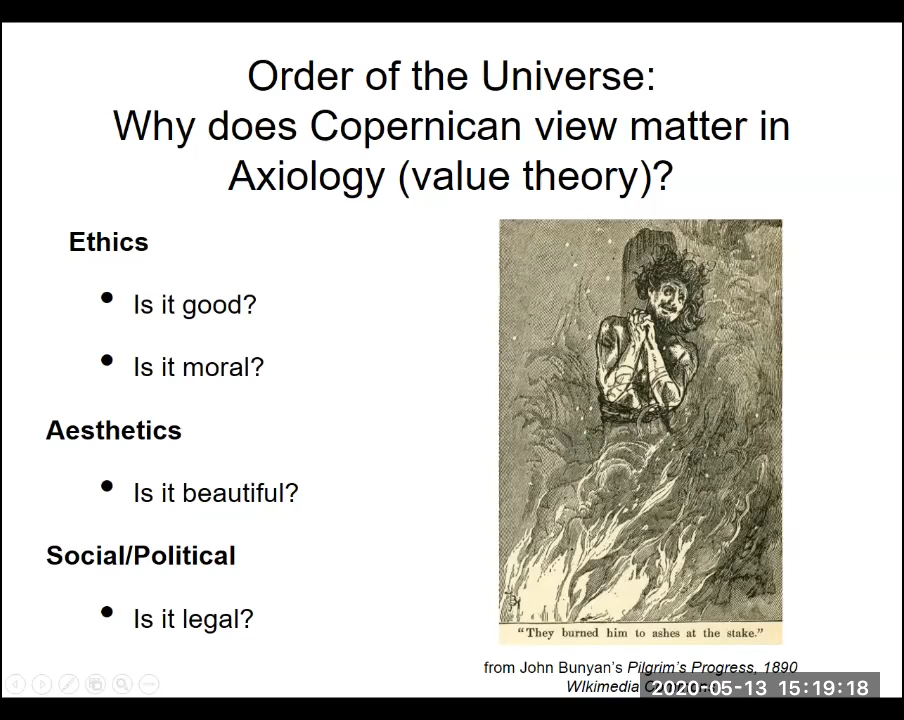 Order of the Universe:
Why does Copernican view matter in
Axiology (value theory)?
Ethics
• Is it good?
• Is it moral?
Aesthetics
• Is it beautiful?
Social/Political
• Is it legal?
"They burned him to ashes at the stake."
from John Bunyan's Pilgrim's Progress, 1890
WIkimedia Commons
2020-05-13 15:19:18